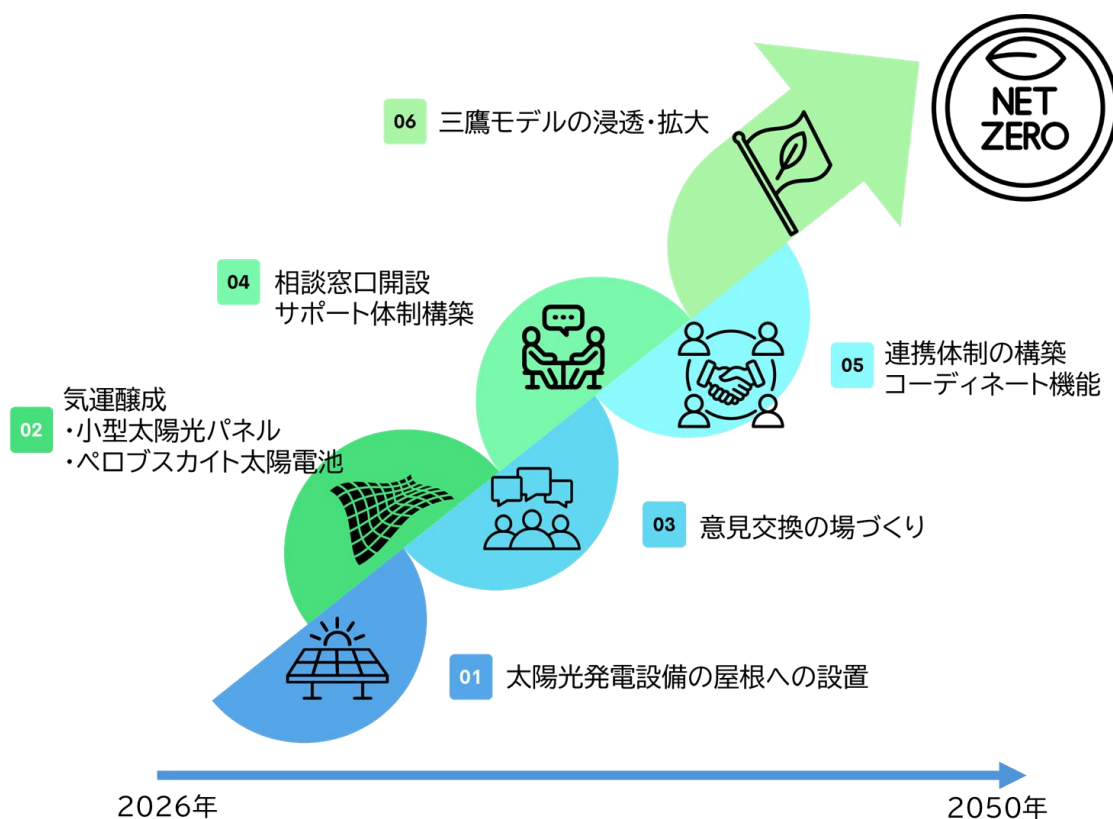 NET
ZERO
06
三鷹モデルの浸透・拡大
04
相談窓口開設
サポート体制構築
05
連携体制の構築
コーディネート機能
02
気運醸成
・小型太陽光パネル
・ペロブスカイト太陽電池
03
意見交換の場づくり
01
太陽光発電設備の屋根への設置
2026年
2050年